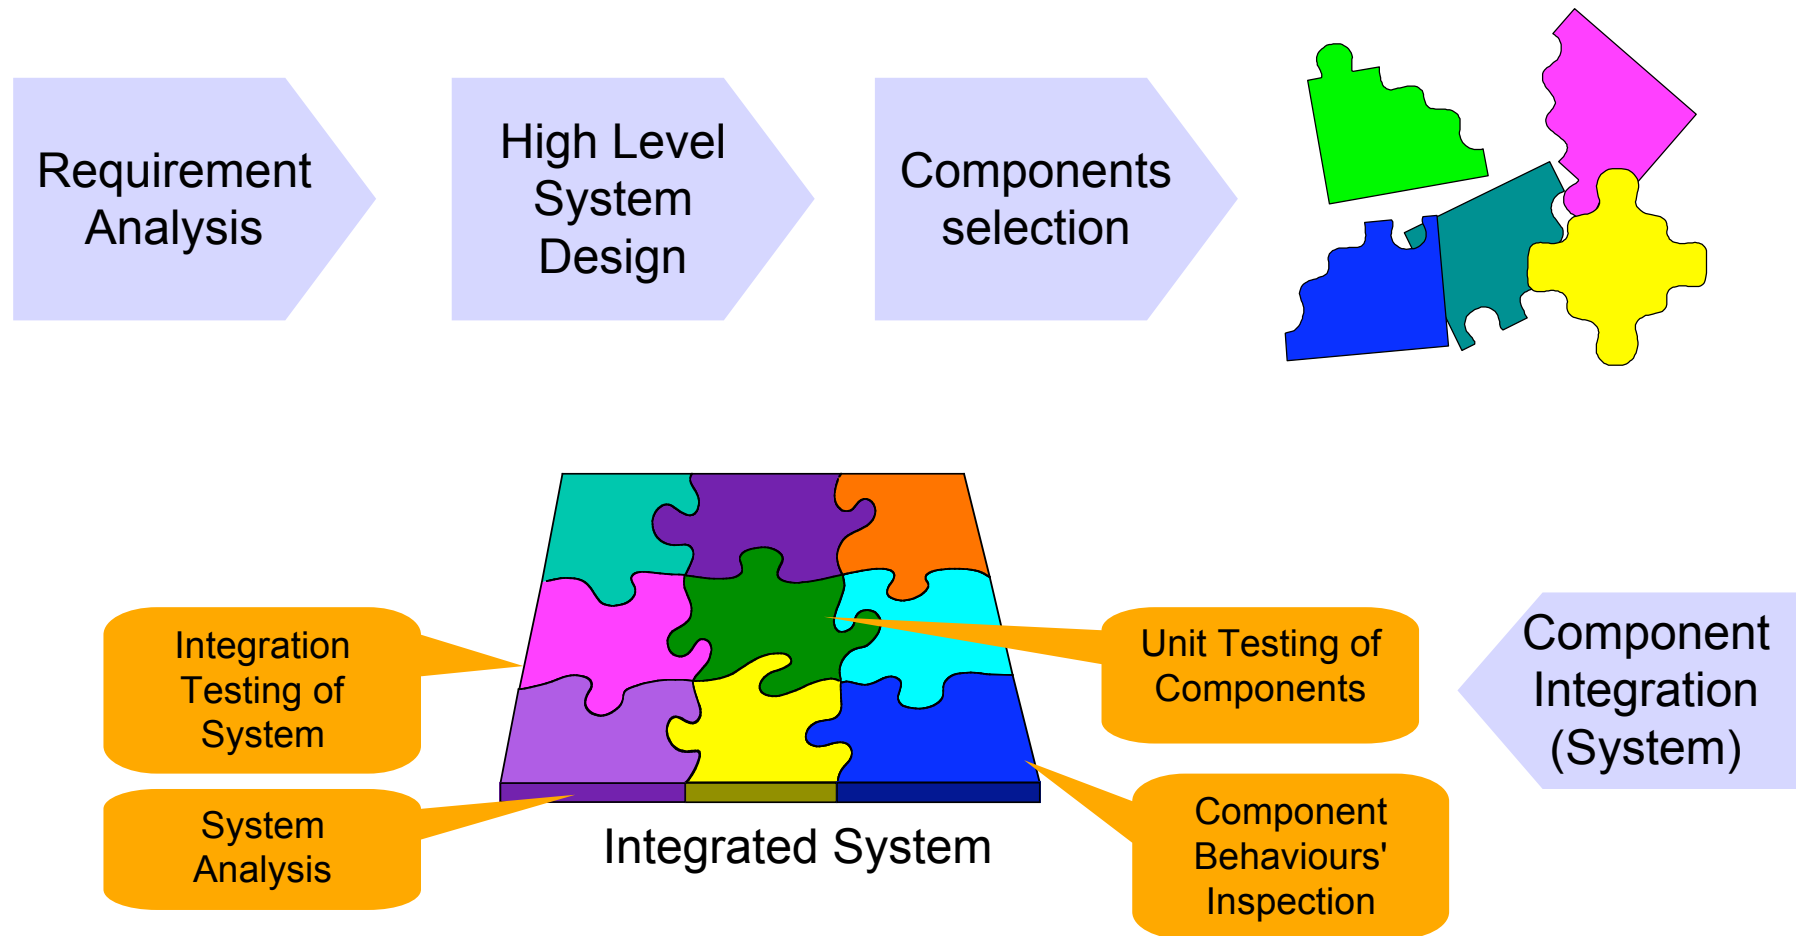 Requirement
Analysis
High Level
System
Design
Components
selection
Integration
Testing of
System
System
Analysis
Integrated System
Unit Testing of
Components
Component
Behaviours'
Inspection
Component
Integration
(System)